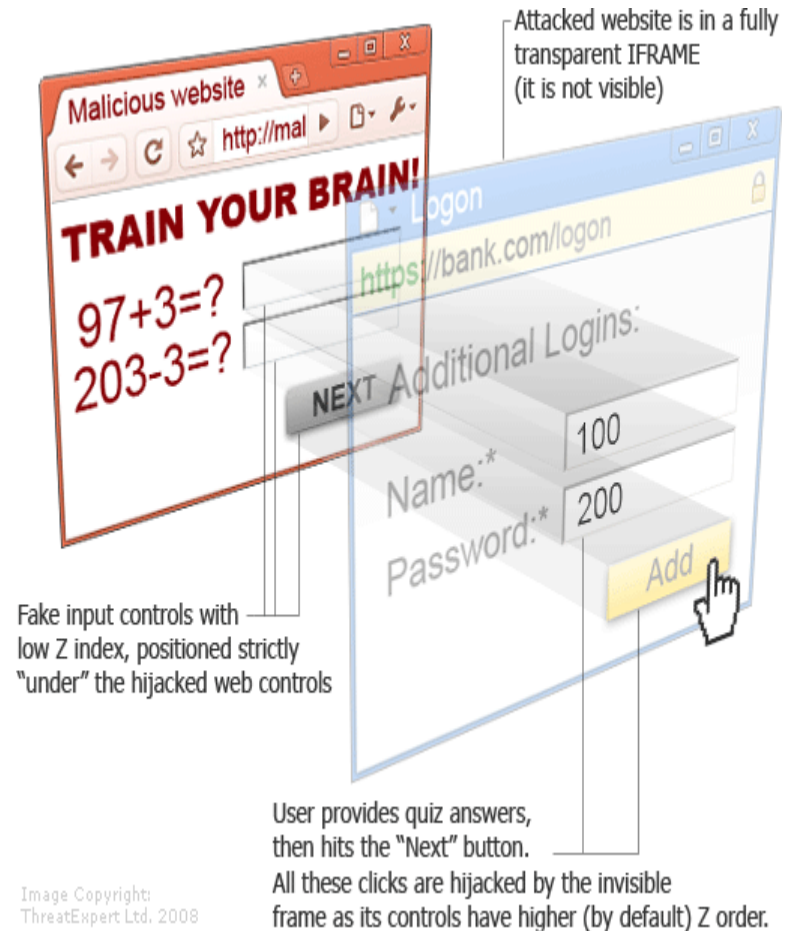 Attacked website is in a fully
transparent IFRAME
(it is not visible)
Malicious website
http://mal
TRAIN YOUR BRAIN!
97+3=?
203-3=?
NEXT
Logon
https://bank.com/logon
Additional Logins:
Name:*
100
Password:*
200
Add
Fake input controls with
low Z index, positioned strictly
“under” the hijacked web controls
User provides quiz answers,
then hits the “Next” button.
All these clicks are hijacked by the invisible
frame as its controls have higher (by default) Z order.
Image Copyright:
ThreatExpert Ltd. 2008